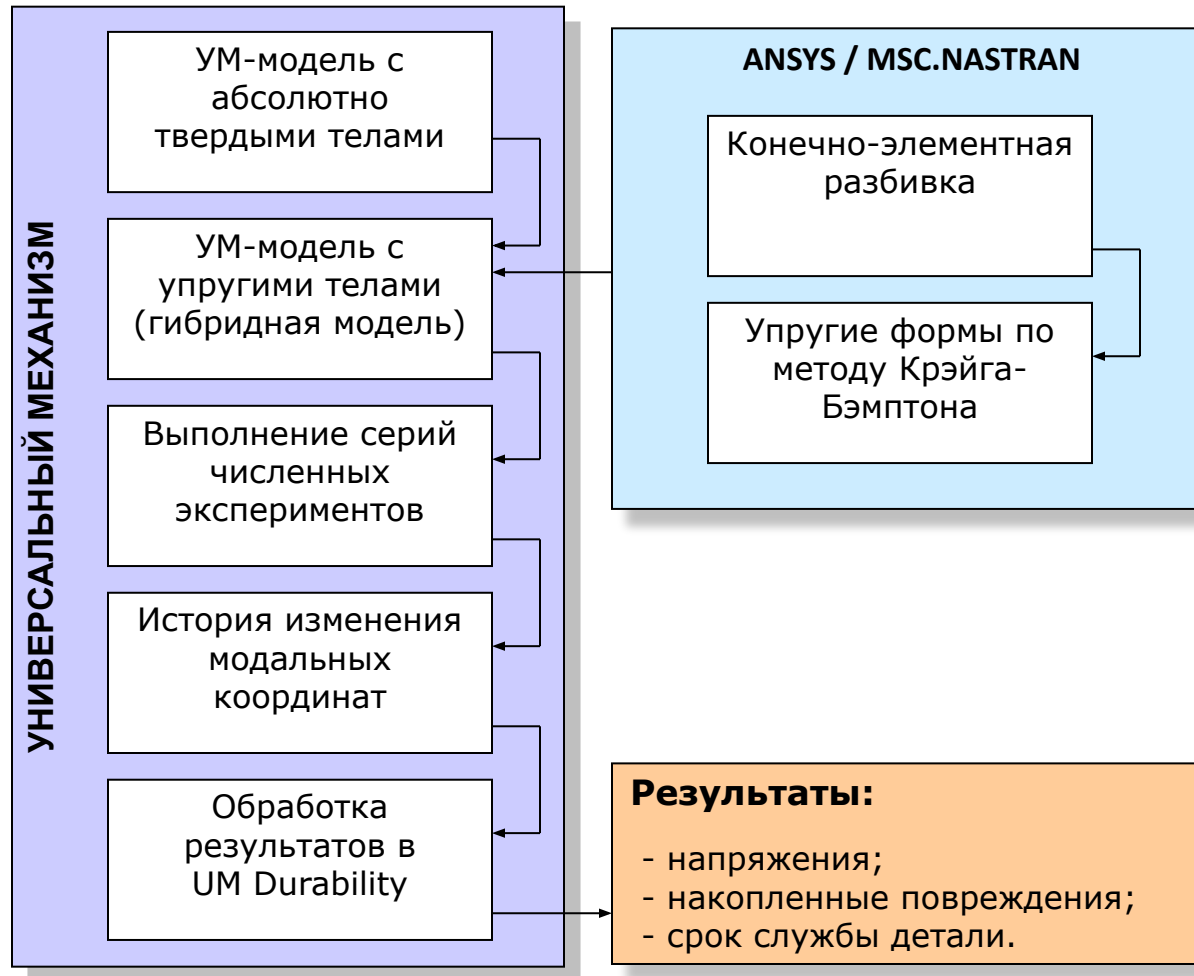 УНИВЕРСАЛЬНЫЙ МЕХАНИЗМ
УМ-модель с
абсолютно
твердыми телами
УМ-модель с
упругими телами
(гибридная модель)
Выполнение серий
численных
экспериментов
История изменения
модальных
координат
Обработка
результатов в
UM Durability
ANSYS / MSC.NASTRAN
Конечно-элементная
разбивка
Упругие формы по
методу Крэйга-
Бэмптона
Результаты:
- напряжения;
- накопленные повреждения;
- срок службы детали.